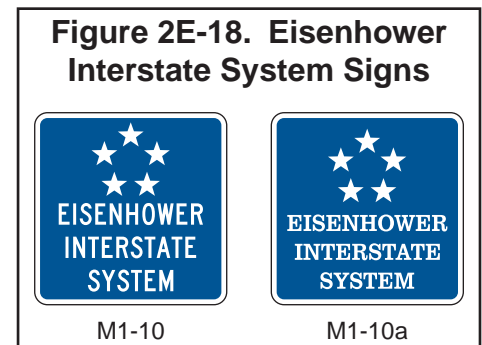 Figure 2E-18. Eisenhower
Interstate System Signs
EISENHOWER
INTERSTATE
SYSTEM
M1-10
EISENHOWER
INTERSTATE
SYSTEM
M1-10a